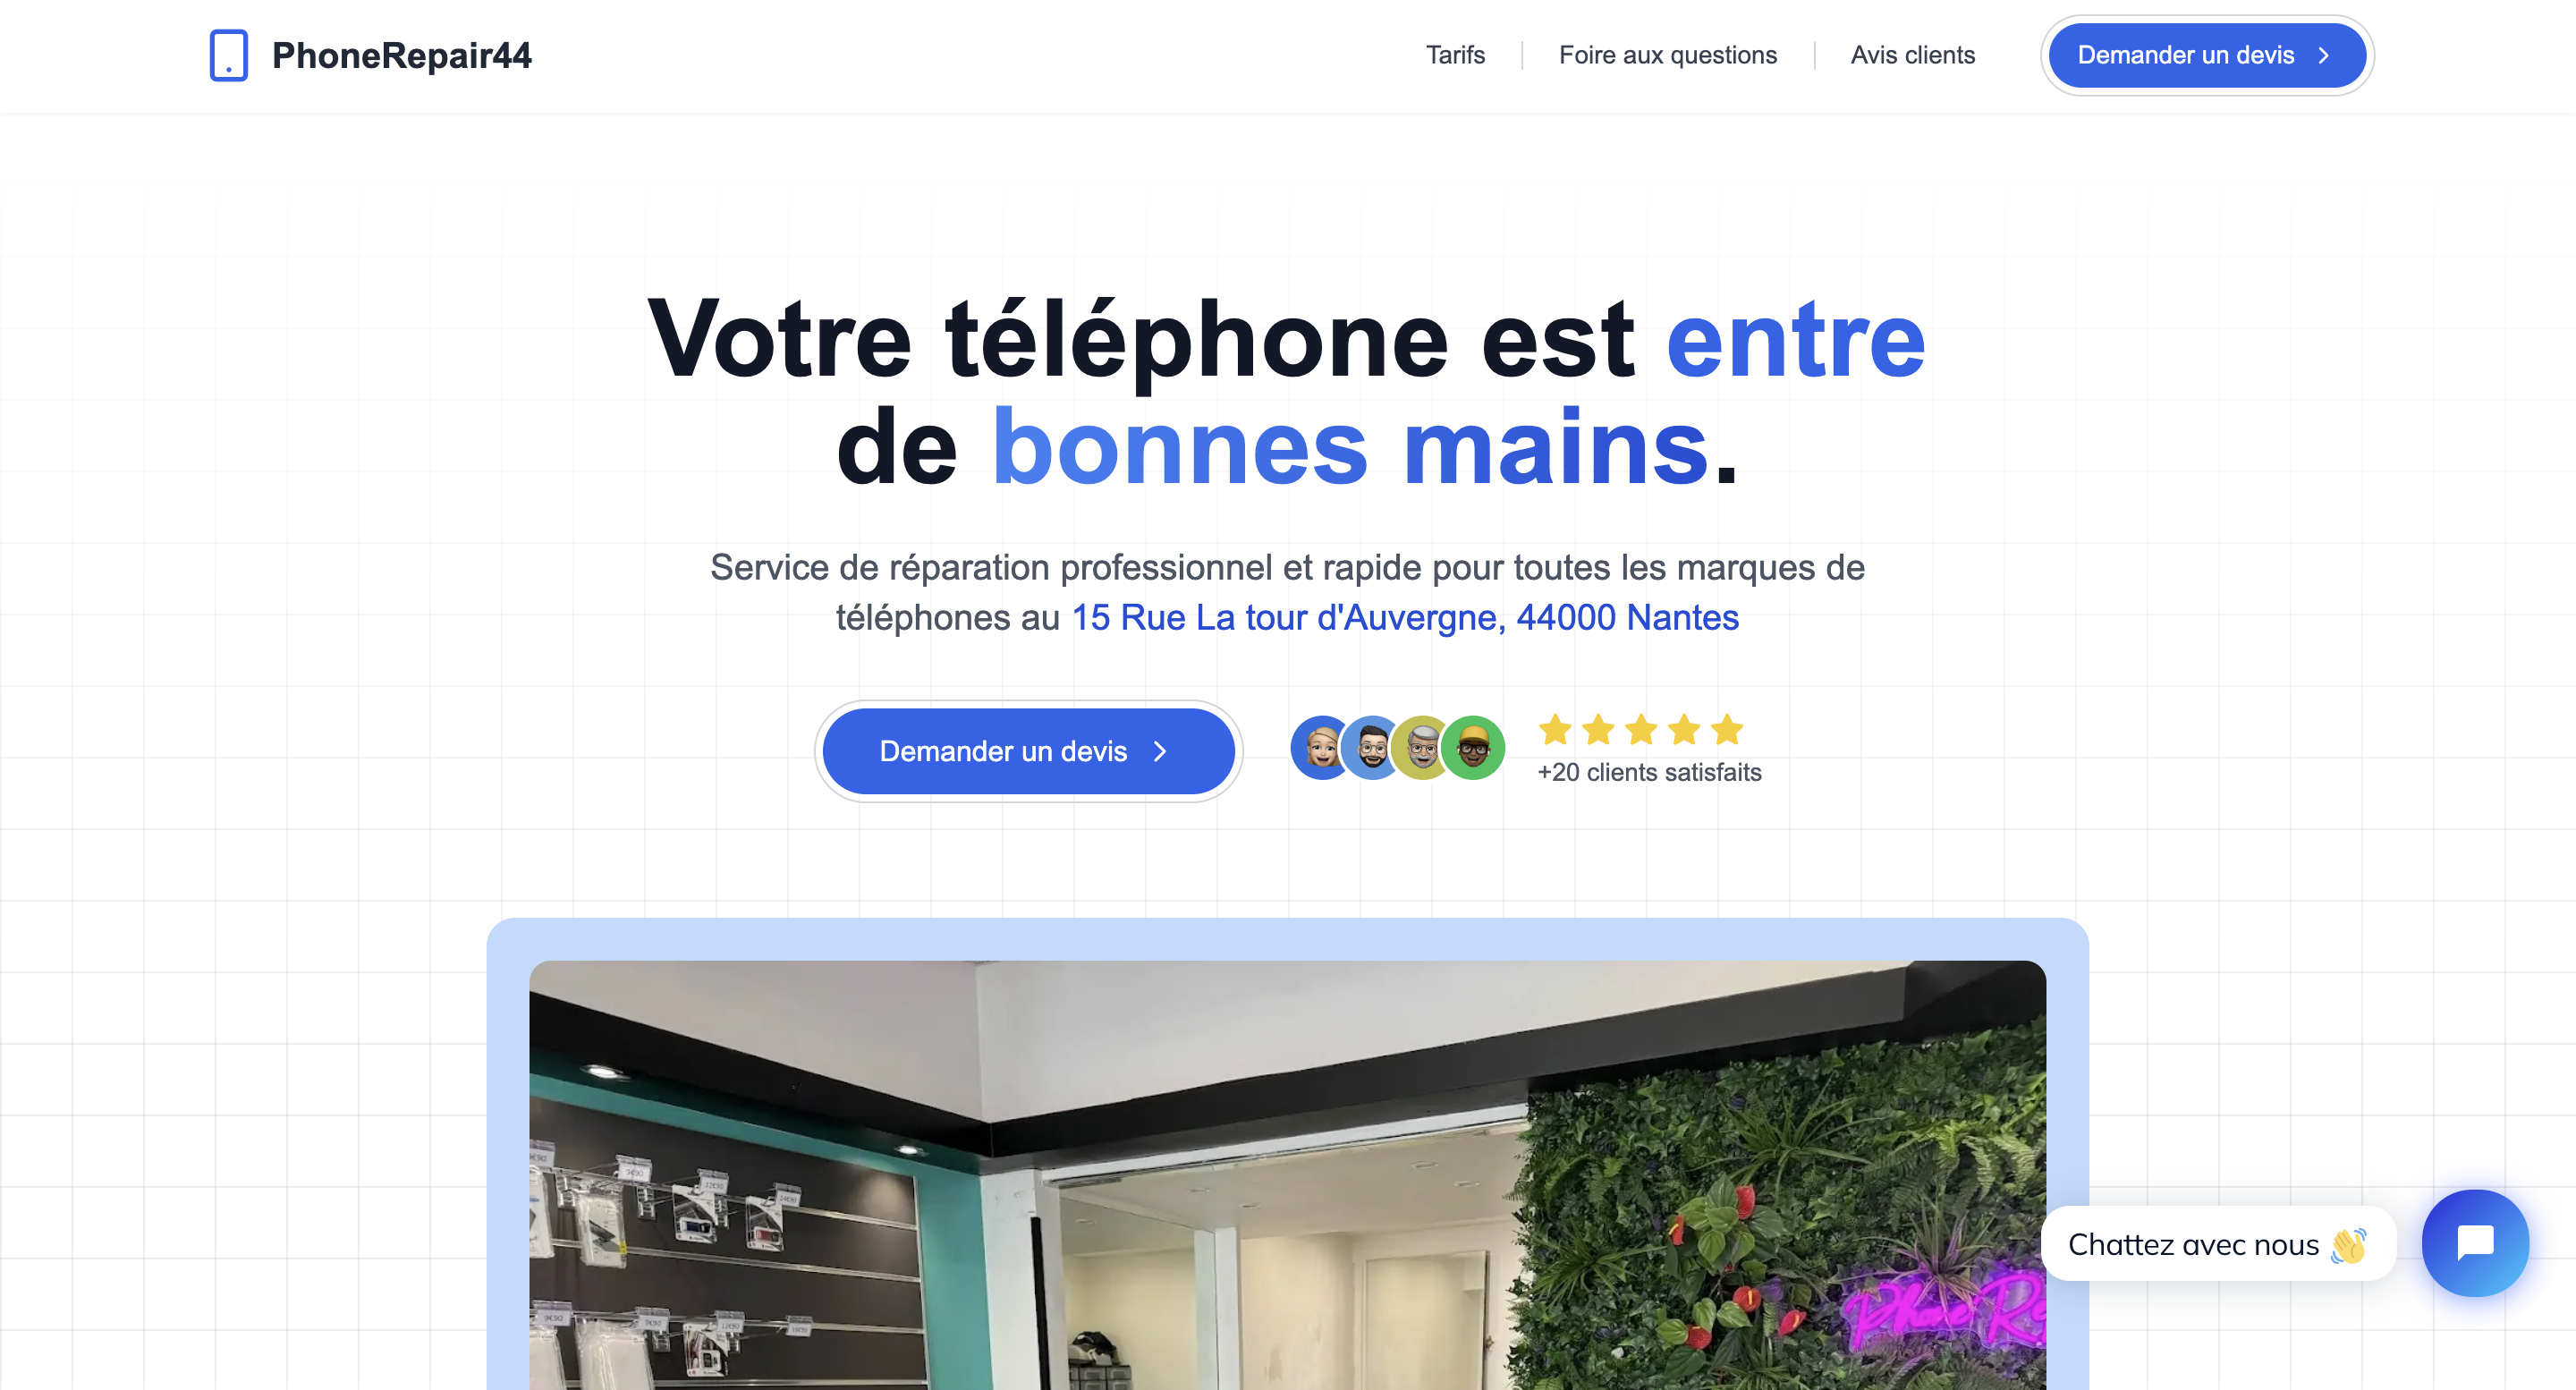 PhoneRepair44
Tarifs
Foire aux questions
Avis clients
Demander un devis
Votre téléphone est entre
de bonnes mains.
Service de réparation professionnel et rapide pour toutes les marques de
téléphones au 15 Rue La tour d'Auvergne, 44000 Nantes
Demander un devis
+20 clients satisfaits
Chattez avec nous 👋
Phone Re